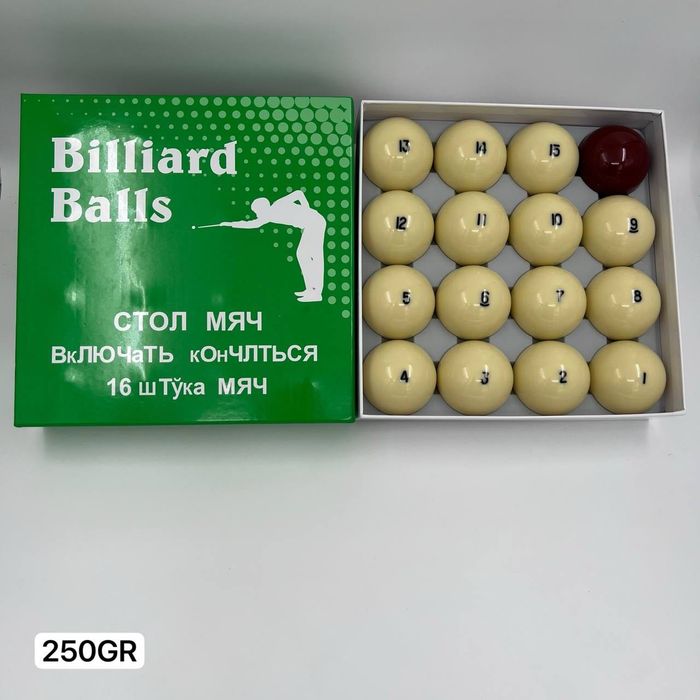 Billiard
Balls
СТОЛ МЯЧ
ВкЛЮЧаТЬ кОнЧЛТЬСЯ
16 шТўка МЯЧ
13 14 15
12 11 10 9
5 6 7 8
4 3 2 1
250GR